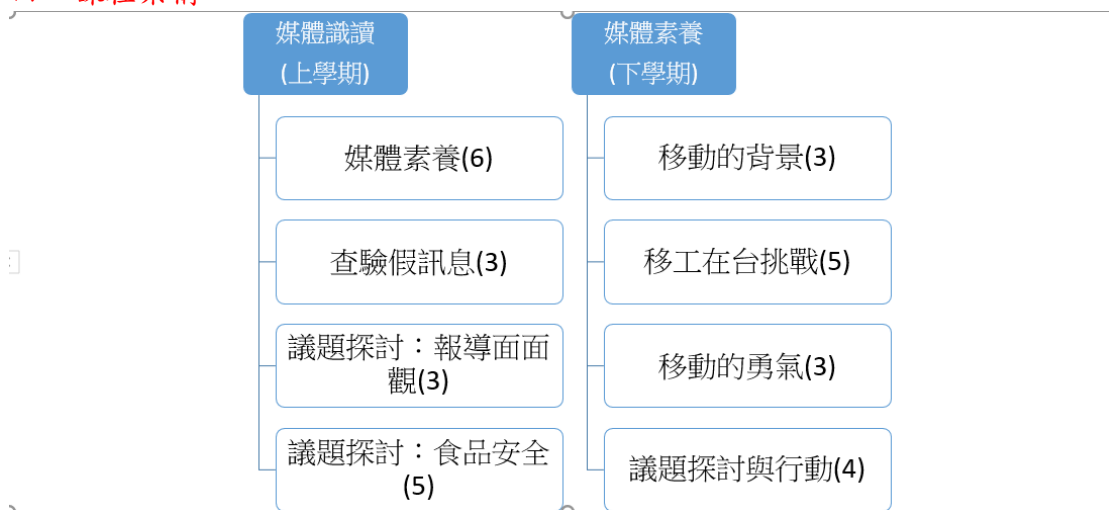 媒體識讀
(上學期)
媒體素養(6)
查驗假訊息(3)
議題探討：報導面面
觀(3)
議題探討：食品安全
(5)
媒體素養
(下學期)
移動的背景(3)
移工在台挑戰(5)
移動的勇氣(3)
議題探討與行動(4)